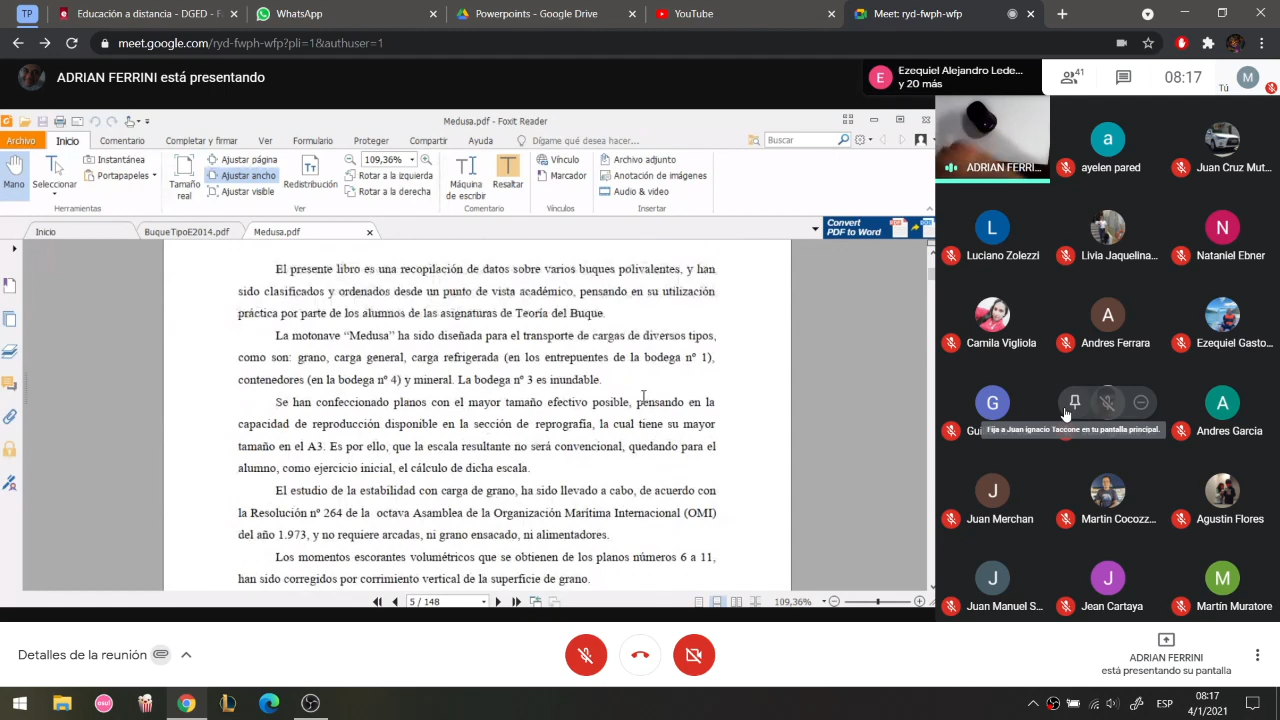 TP
Educación a distancia - DGED - F
WhatsApp
Powerpoints - Google Drive
YouTube
Meet: ryd-fwph-wfp
meet.google.com/ryd-fwph-wfp?pli=1&authuser=1
ADRIAN FERRINI está presentando
E
Ezequiel Alejandro Lede...
y 20 más
41
08:17
Tú
M
Medusa.pdf - Foxit Reader
Archivo
Inicio
Comentario
Completar y firmar
Ver
Formulario
Proteger
Compartir
Ayuda
Dígame qué desea hacer...
Buscar
Mano
Seleccionar
Instantánea
Portapapeles
Herramientas
Tamaño
real
Ajustar página
Ajustar ancho
Ajustar visible
Redistribución
109,36%
Rotar a la izquierda
Rotar a la derecha
Ver
Máquina
de escribir
Resaltar
Comentario
Vínculo
Marcador
Vínculos
Archivo adjunto
Anotación de imágenes
Audio & video
Insertar
Inicio
BuqueTipoE2014.pdf
Medusa.pdf
Convert
PDF to Word
El presente libro es una recopilación de datos sobre varios buques polivalentes, y han
sido clasificados y ordenados desde un punto de vista académico, pensando en su utilización
práctica por parte de los alumnos de las asignaturas de Teoría del Buque.
La motonave “Medusa” ha sido diseñada para el transporte de cargas de diversos tipos,
como son: grano, carga general, carga refrigerada (en los entrepuentes de la bodega nº 1),
contenedores (en la bodega nº 4) y mineral. La bodega nº 3 es inundable.
Se han confeccionado planos con el mayor tamaño efectivo posible, pensando en la
capacidad de reproducción disponible en la sección de reprografía, la cual tiene su mayor
tamaño en el A3. Es por ello, que la escala resultante no será convencional, quedando para el
alumno, como ejercicio inicial, el cálculo de dicha escala.
El estudio de la estabilidad con carga de grano, ha sido llevado a cabo, de acuerdo con
la Resolución nº 264 de la octava Asamblea de la Organización Marítima Internacional (OMI)
del año 1.973, y no requiere arcadas, ni grano ensacado, ni alimentadores.
Los momentos escorantes volumétricos que se obtienen de los planos números 6 a 11,
han sido corregidos por corrimiento vertical de la superficie de grano.
5 / 148
109,36%
ADRIAN FERRI...
a
ayelen pared
Juan Cruz Mut...
L
Luciano Zolezzi
Livia Jaquelina...
N
Nataniel Ebner
Camila Vigliola
A
Andres Ferrara
Ezequiel Gasto...
G
Gui
Fija a Juan ignacio Taccone en tu pantalla principal.
A
Andres Garcia
J
Juan Merchan
Martín Cocozz...
Agustin Flores
J
Juan Manuel S...
J
Jean Cartaya
M
Martín Muratore
Detalles de la reunión
ADRIAN FERRINI
está presentando su pantalla
osu!
ESP
08:17
4/1/2021